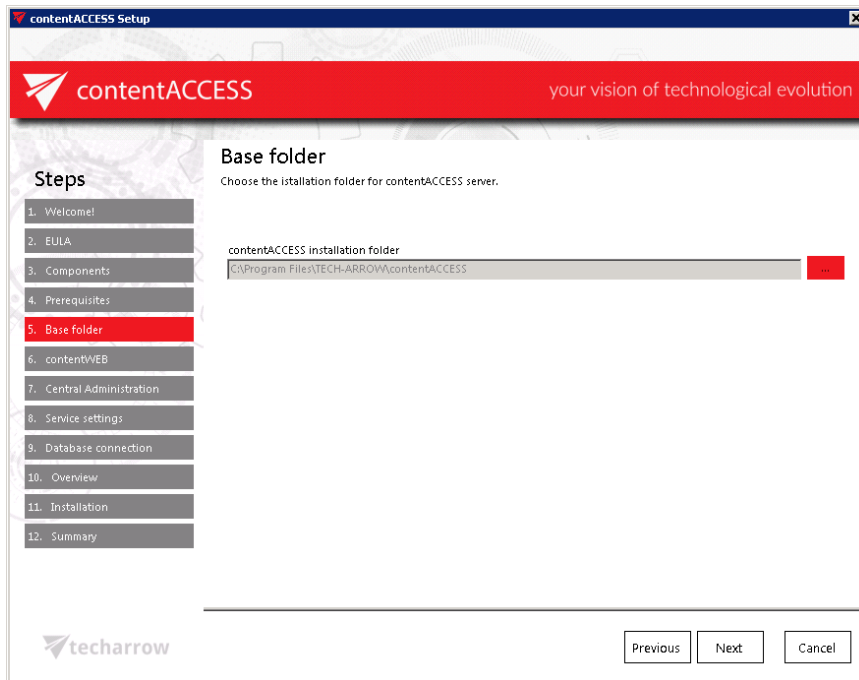 contentACCESS Setup
contentACCESS
your vision of technological evolution
Steps
1. Welcome!
2. EULA
3. Components
4. Prerequisites
5. Base folder
6. contentWEB
7. Central Administration
8. Service settings
9. Database connection
10. Overview
11. Installation
12. Summary
Base folder
Choose the istallation folder for contentACCESS server.
contentACCESS installation folder
C:\Program Files\TECH-ARROW\contentACCESS
...
techarrow
Previous
Next
Cancel